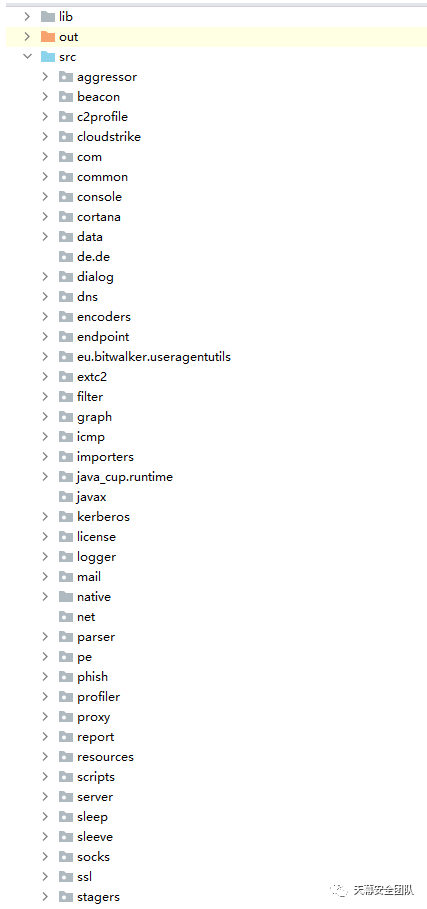 lib
out
src
aggressor
beacon
c2profile
cloudstrike
com
common
console
cortana
data
de.de
dialog
dns
encoders
endpoint
eu.bitwalker.useragentutils
extc2
filter
graph
icmp
importers
java_cup.runtime
javax
kerberos
license
logger
mail
native
net
parser
pe
phish
profiler
proxy
report
resources
scripts
server
sleep
sleeve
socks
ssl
stagers
天幕安全团队